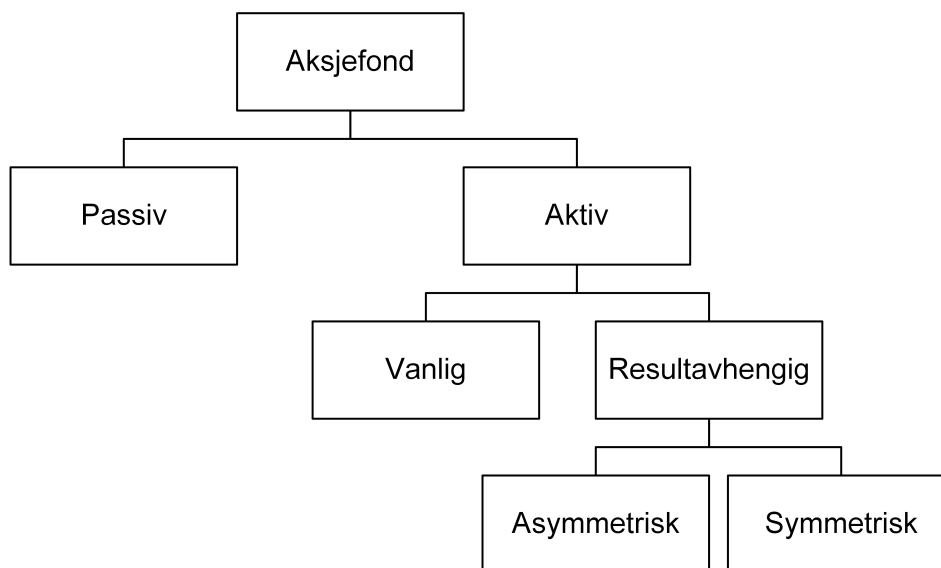 Aksjefond
Passiv
Aktiv
Vanlig
Resultavhengig
Asymmetrisk
Symmetrisk